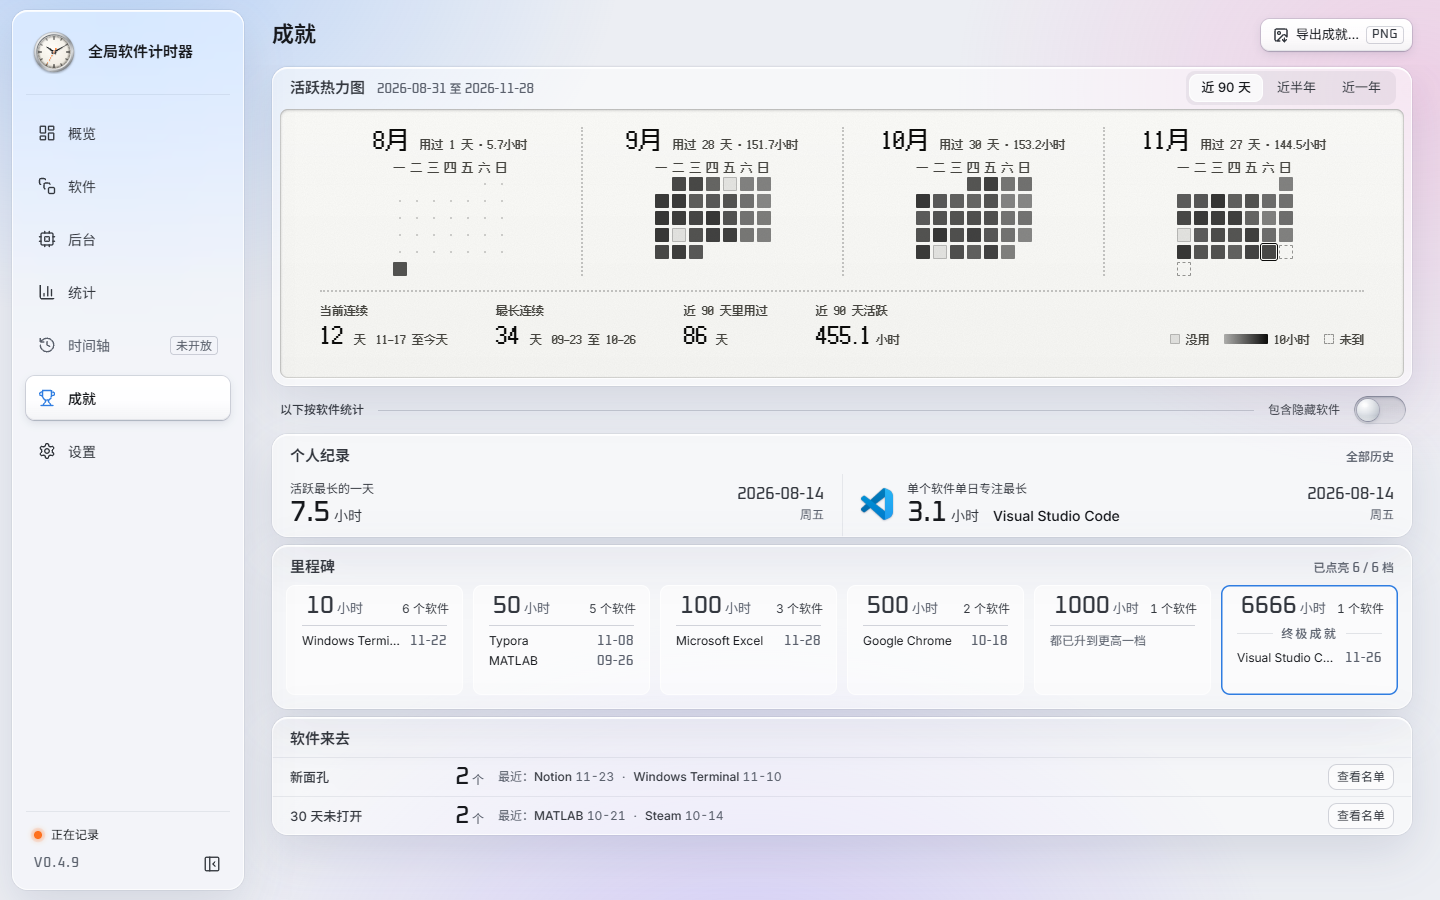 全局软件计时器
概览
软件
后台
统计
时间轴 未开放
成就
设置
正在记录
V0.4.9
成就
导出成就... PNG
活跃热力图 2026-08-31 至 2026-11-28
近 90 天 近半年 近一年
8月 用过 1 天・5.7小时
一 二 三 四 五 六 日
9月 用过 28 天・151.7小时
一 二 三 四 五 六 日
10月 用过 30 天・153.2小时
一 二 三 四 五 六 日
11月 用过 27 天・144.5小时
一 二 三 四 五 六 日
当前连续
12 天 11-17 至今天
最长连续
34 天 09-23 至 10-26
近 90 天里用过
86 天
近 90 天活跃
455.1 小时
没用 10小时 未到
以下按软件统计 包含隐藏软件
个人纪录 全部历史
活跃最长的一天
7.5 小时
2026-08-14
周五
单个软件单日专注最长
3.1 小时 Visual Studio Code
2026-08-14
周五
里程碑 已点亮 6 / 6 档
10 小时 6 个软件
Windows Termi... 11-22
50 小时 5 个软件
Typora 11-08
MATLAB 09-26
100 小时 3 个软件
Microsoft Excel 11-28
500 小时 2 个软件
Google Chrome 10-18
1000 小时 1 个软件
都已升到更高一档
6666 小时 1 个软件
终极成就
Visual Studio C... 11-26
软件来去
新面孔 2 个 最近：Notion 11-23 · Windows Terminal 11-10 查看名单
30 天未打开 2 个 最近：MATLAB 10-21 · Steam 10-14 查看名单